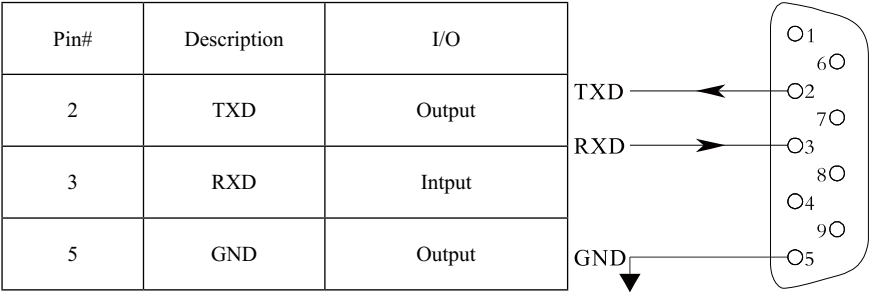 Pin# Description I/O
2 TXD Output
3 RXD Intput
5 GND Output
1
6
TXD 2
7
RXD 3
8
4
9
GND 5